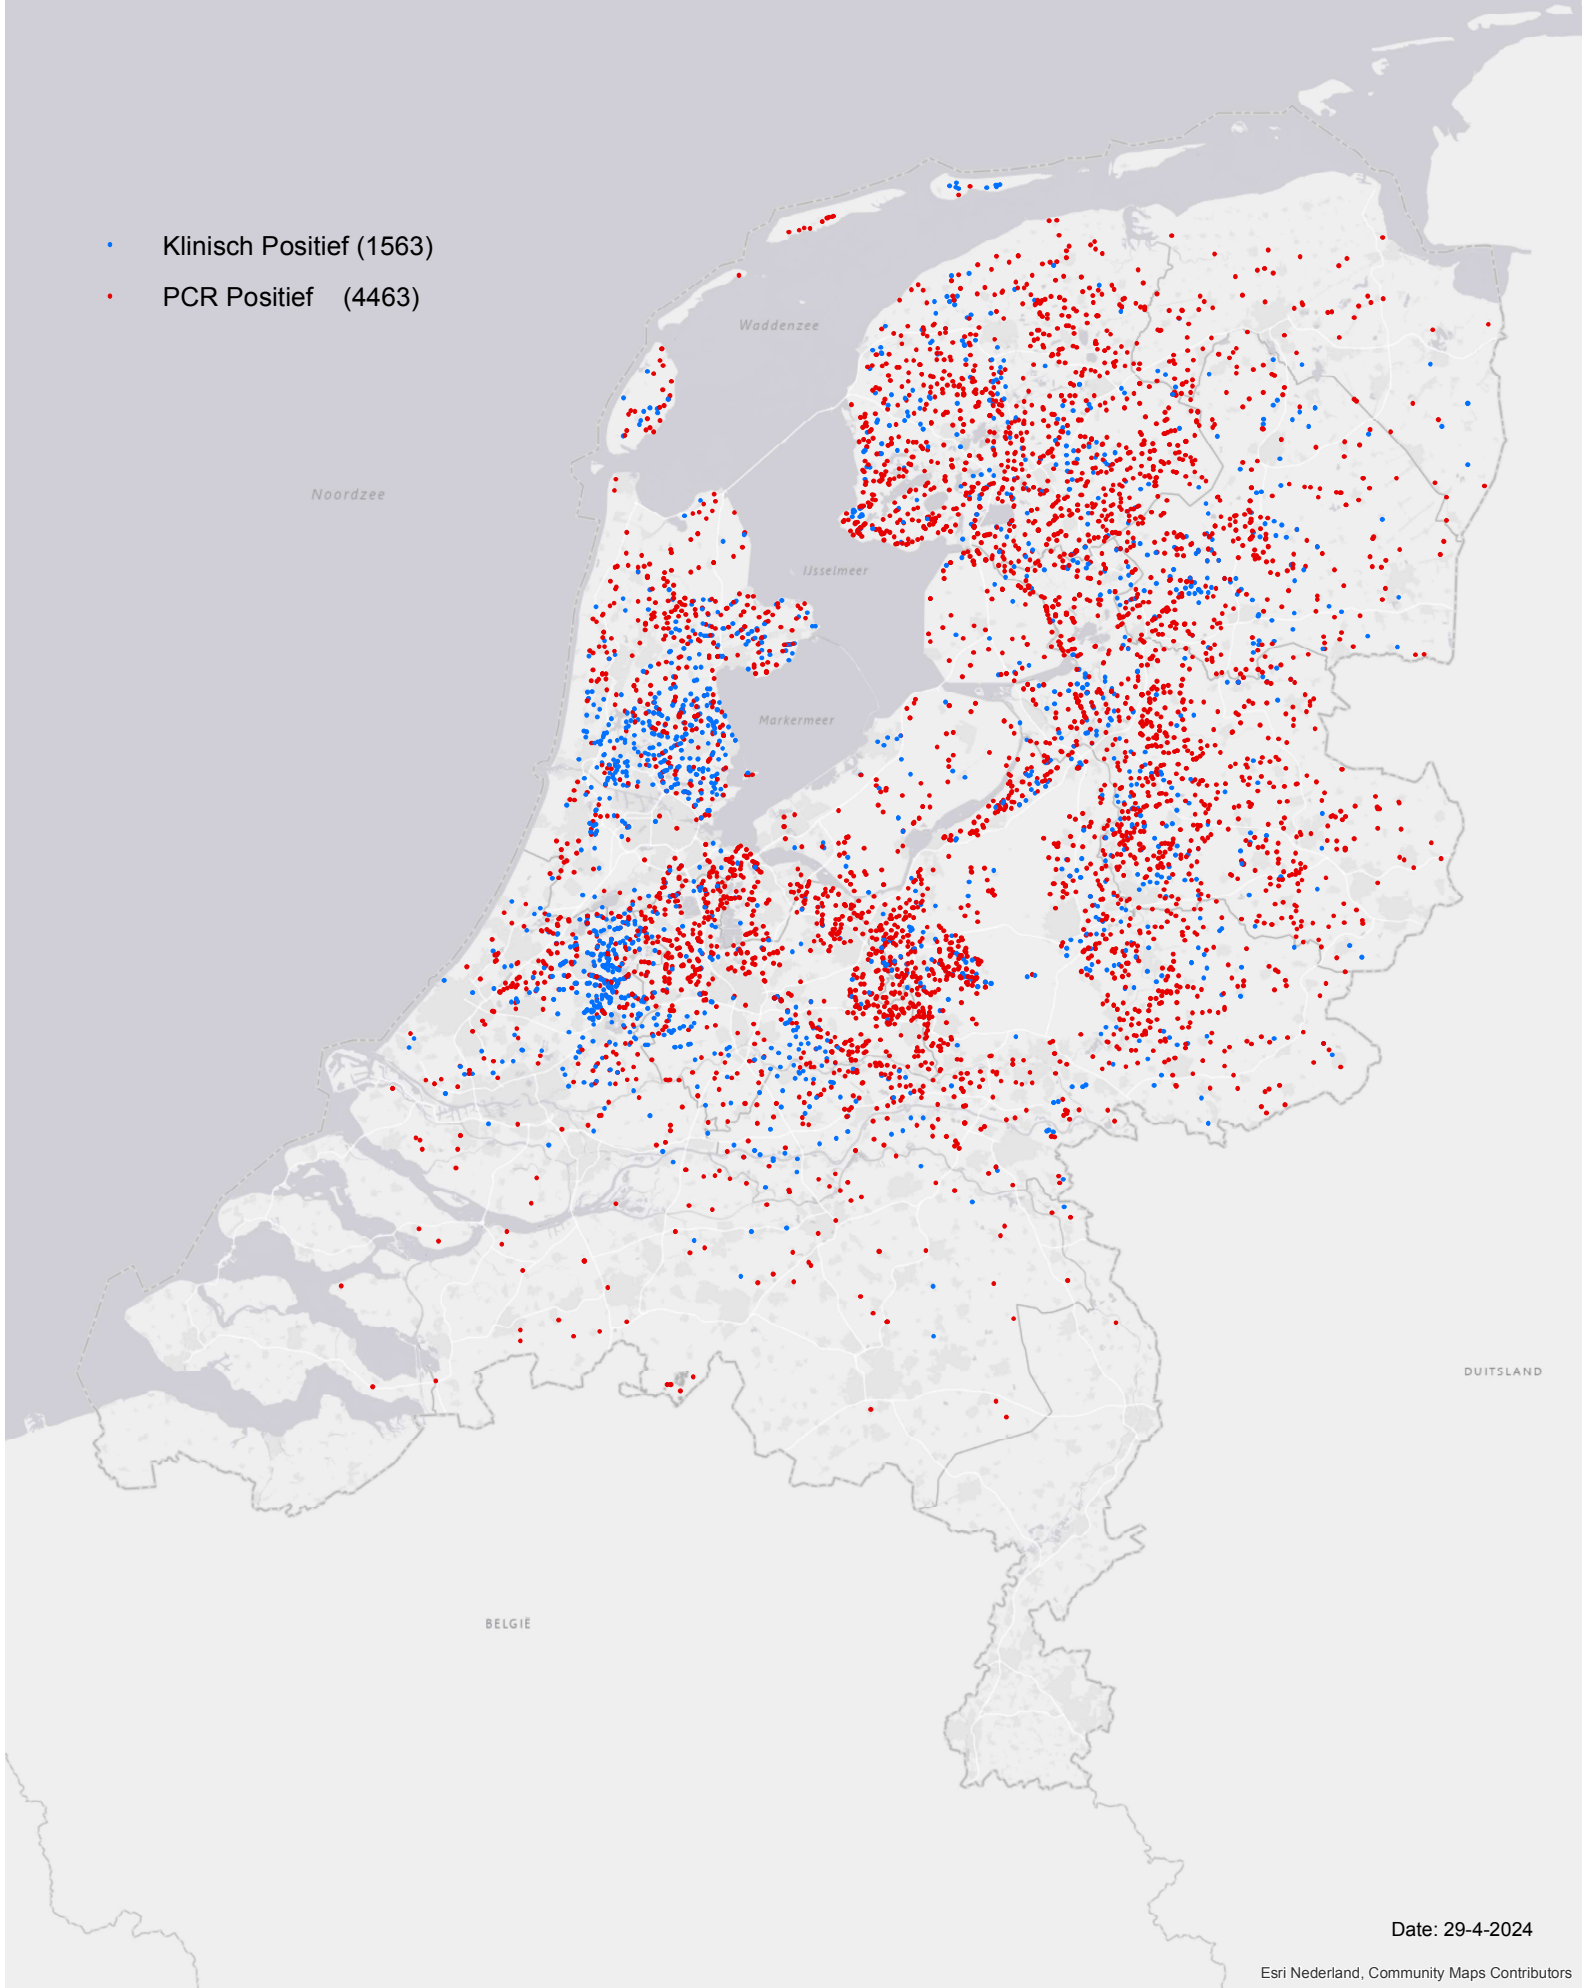 Klinisch Positief (1563)
PCR Positief (4463)
Waddenzee
Noordzee
IJsselmeer
Markermeer
DUITSLAND
BELGIË
Date: 29-4-2024
Esri Nederland, Community Maps Contributors